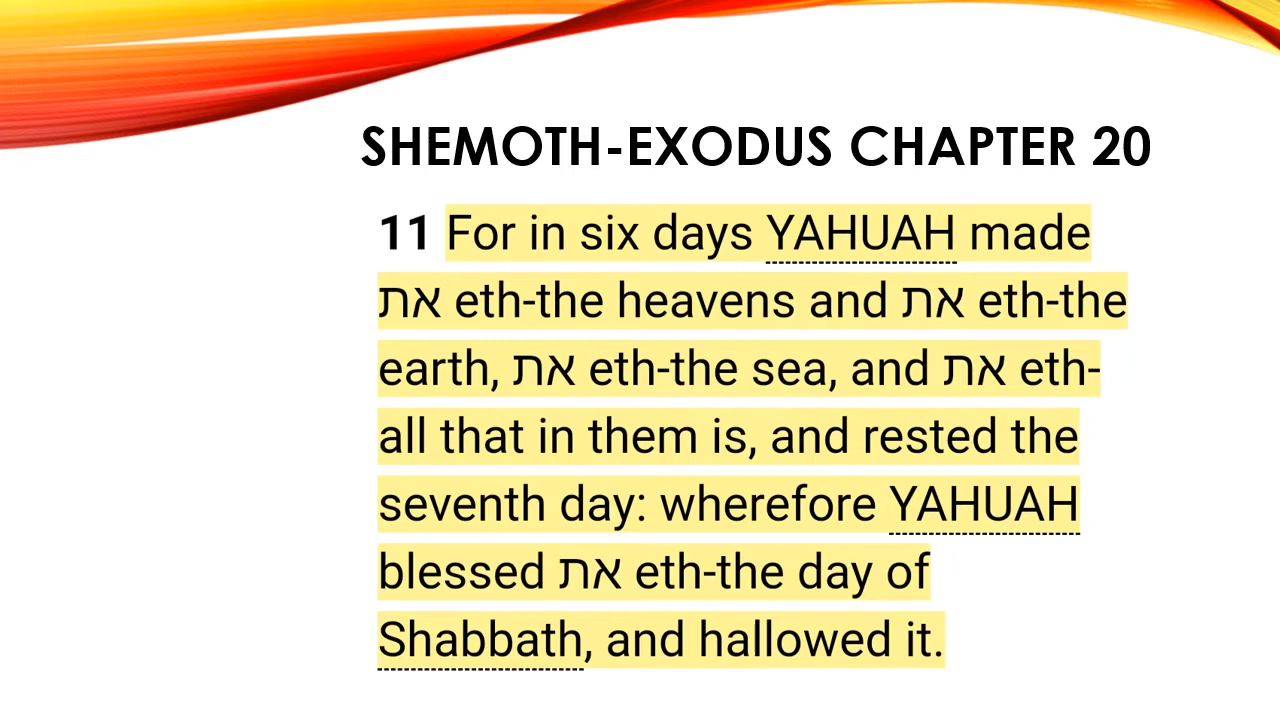 SHEMOTH-EXODUS CHAPTER 20
11 For in six days YAHUAH made
את eth-the heavens and את eth-the
earth, את eth-the sea, and את eth-
all that in them is, and rested the
seventh day: wherefore YAHUAH
blessed את eth-the day of
Shabbath, and hallowed it.